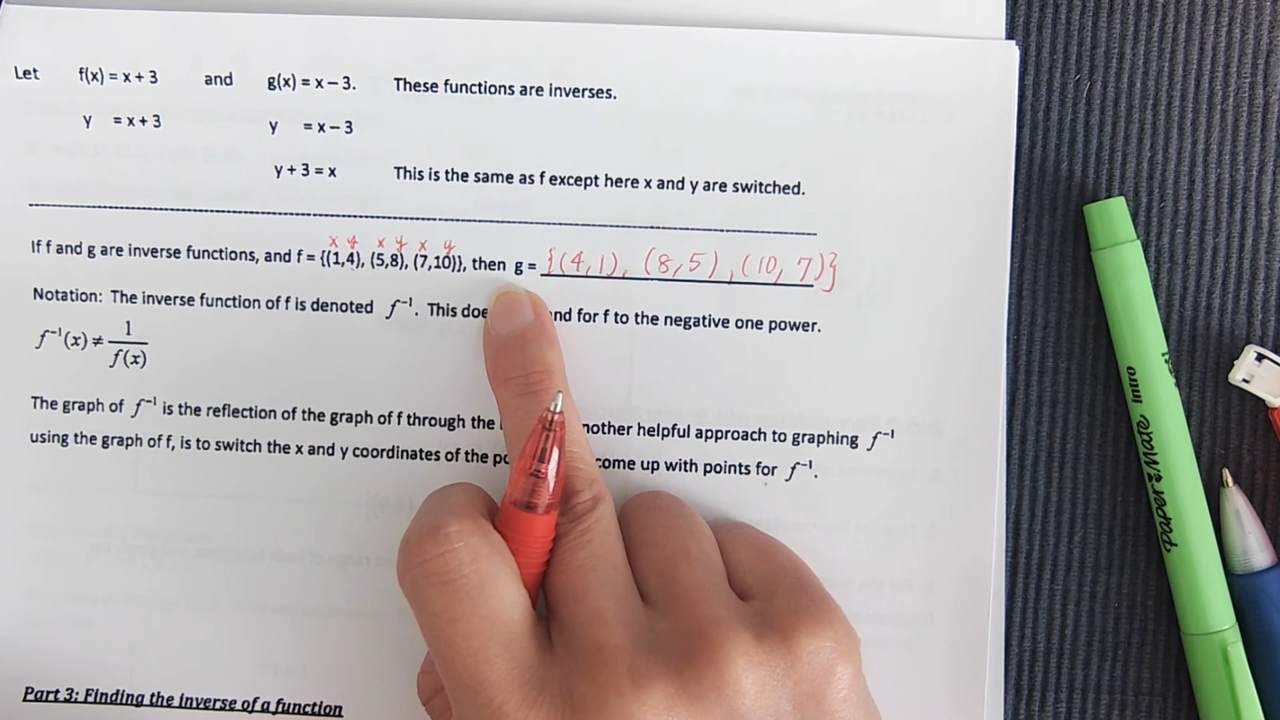 Let f(x) = x + 3 and g(x) = x – 3. These functions are inverses.
y = x + 3 y = x – 3
y + 3 = x This is the same as f except here x and y are switched.
x y x y x y
If f and g are inverse functions, and f = {(1,4), (5,8), (7,10)}, then g = {(4,1), (8,5), (10,7)}
Notation: The inverse function of f is denoted f⁻¹. This for f to the negative one power.
f⁻¹(x) ≠ 1/f(x)
The graph of f⁻¹ is the reflection of the graph of f through the helpful approach to graphing f⁻¹
using the graph of f, is to switch the x and y coordinates of the come up with points for f⁻¹.
Part 3: Finding the inverse of a function
Paper Mate Intro